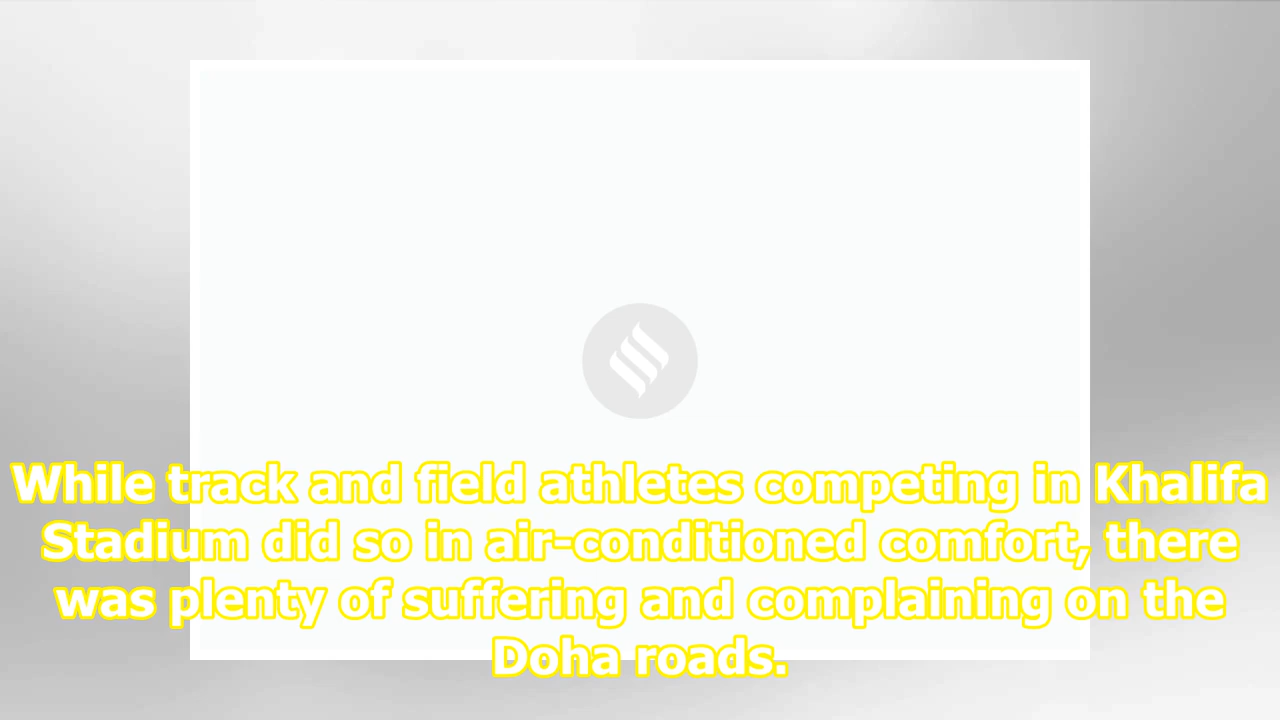 While track and field athletes competing in Khalifa
Stadium did so in air-conditioned comfort, there
was plenty of suffering and complaining on the
Doha roads.